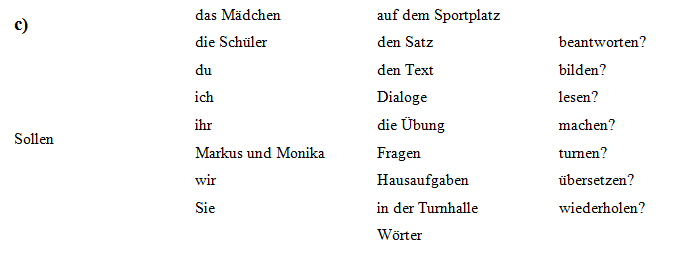 c)
das Mädchen auf dem Sportplatz
die Schüler den Satz beantworten?
du den Text bilden?
ich Dialoge lesen?
ihr die Übung machen?
Sollen
Markus und Monika Fragen turnen?
wir Hausaufgaben übersetzen?
Sie in der Turnhalle wiederholen?
Wörter